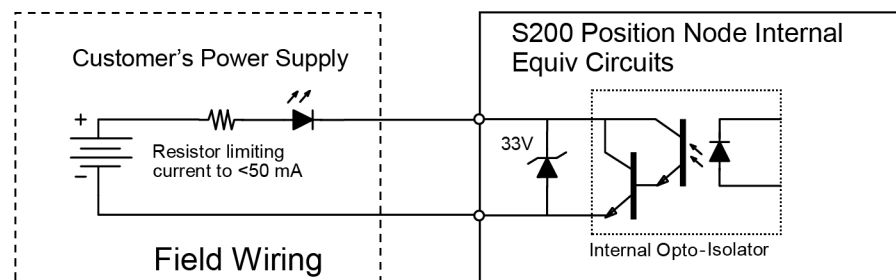 Customer's Power Supply
+
Resistor limiting
current to <50 mA
−
Field Wiring
S200 Position Node Internal
Equiv Circuits
33V
Internal Opto-Isolator